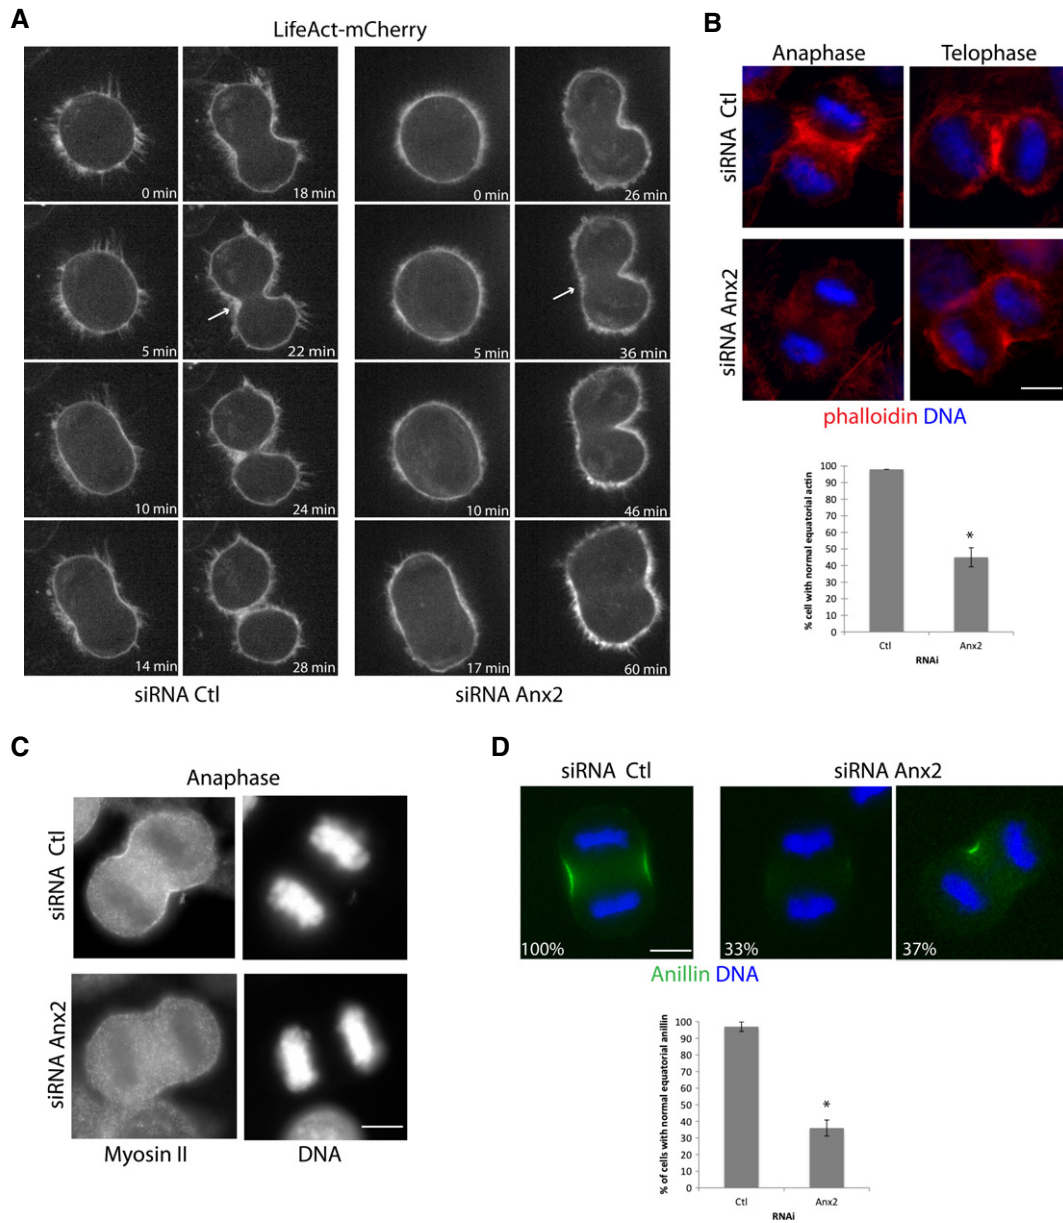 A
LifeAct-mCherry
0 min
18 min
0 min
26 min
5 min
22 min
5 min
36 min
10 min
24 min
10 min
46 min
14 min
28 min
17 min
60 min
siRNA Ctl
siRNA Anx2
B
Anaphase
Telophase
siRNA Ctl
siRNA Anx2
phalloidin DNA
% cell with normal equatorial actin
100
90
80
70
60
50
40
30
20
10
0
*
Ctl
Anx2
RNAi
C
Anaphase
siRNA Ctl
siRNA Anx2
Myosin II
DNA
D
siRNA Ctl
siRNA Anx2
100%
33%
37%
Anillin DNA
% of cells with normal equatorial anillin
100
90
80
70
60
50
40
30
20
10
0
*
Ctl
Anx2
RNAi